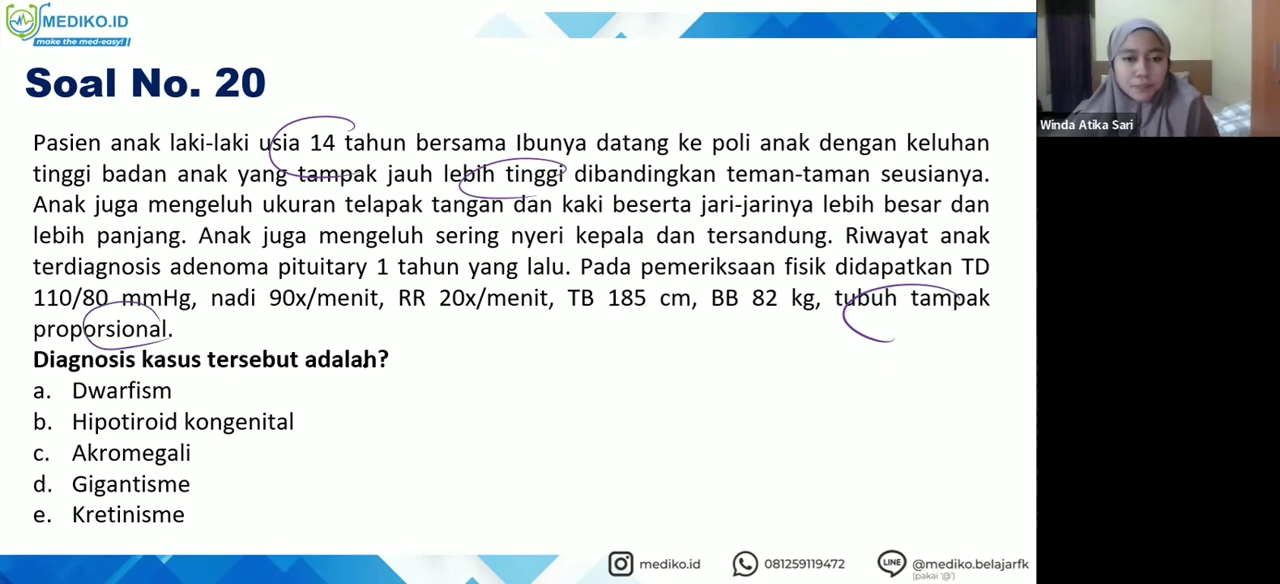 MEDIKO.ID
make the med-easy!
Soal No. 20
Pasien anak laki-laki usia 14 tahun bersama Ibunya datang ke poli anak dengan keluhan
tinggi badan anak yang tampak jauh lebih tinggi dibandingkan teman-taman seusianya.
Anak juga mengeluh ukuran telapak tangan dan kaki beserta jari-jarinya lebih besar dan
lebih panjang. Anak juga mengeluh sering nyeri kepala dan tersandung. Riwayat anak
terdiagnosis adenoma pituitary 1 tahun yang lalu. Pada pemeriksaan fisik didapatkan TD
110/80 mmHg, nadi 90x/menit, RR 20x/menit, TB 185 cm, BB 82 kg, tubuh tampak
proporsional.
Diagnosis kasus tersebut adalah?
a. Dwarfism
b. Hipotiroid kongenital
c. Akromegali
d. Gigantisme
e. Kretinisme
mediko.id
081259119472
LINE
@mediko.belajarfk
(pakai '@')
Winda Atika Sari